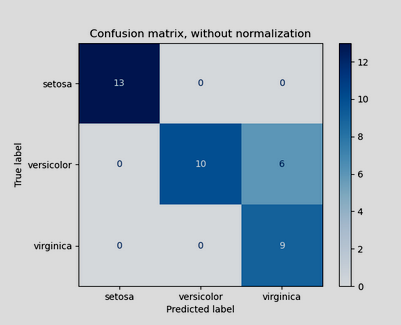 Confusion matrix, without normalization
setosa 13 0 0
versicolor 0 10 6
virginica 0 0 9
setosa versicolor virginica
Predicted label
True label
12
10
8
6
4
2
0